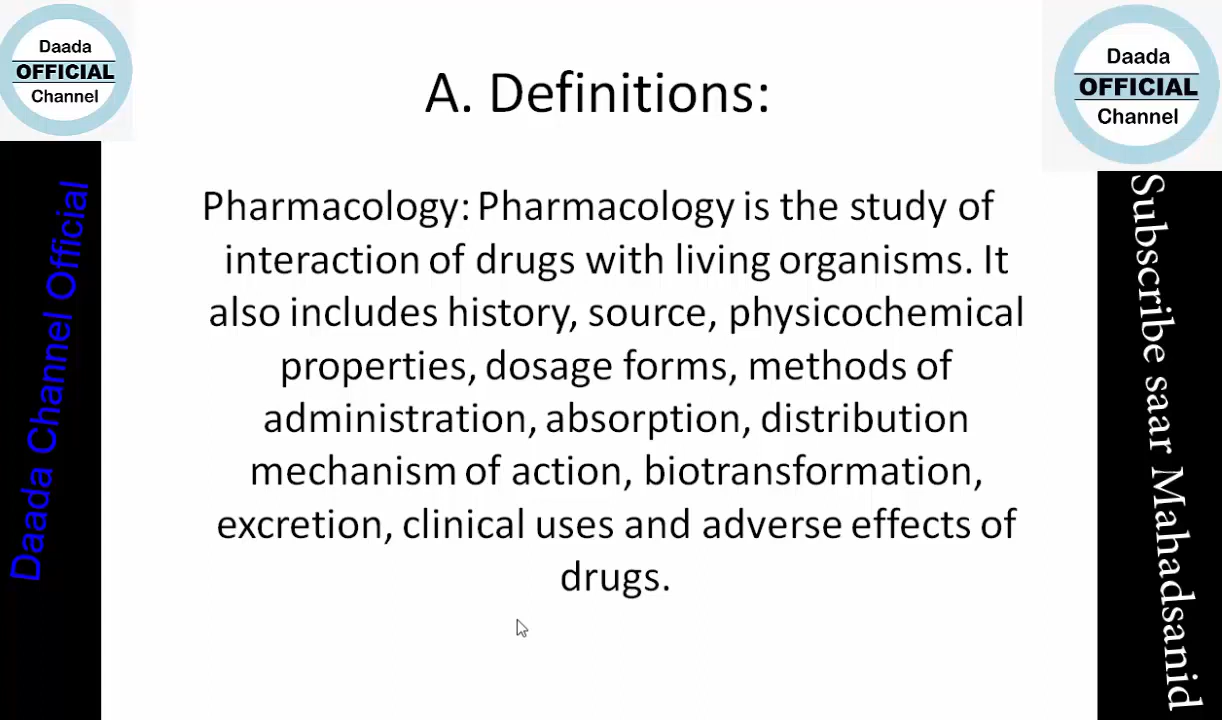 Daada
OFFICIAL
Channel
Daada
OFFICIAL
Channel
A. Definitions:
Pharmacology: Pharmacology is the study of
interaction of drugs with living organisms. It
also includes history, source, physicochemical
properties, dosage forms, methods of
administration, absorption, distribution
mechanism of action, biotransformation,
excretion, clinical uses and adverse effects of
drugs.
Daada Channel Official
Subscribe saar Mahadsanid